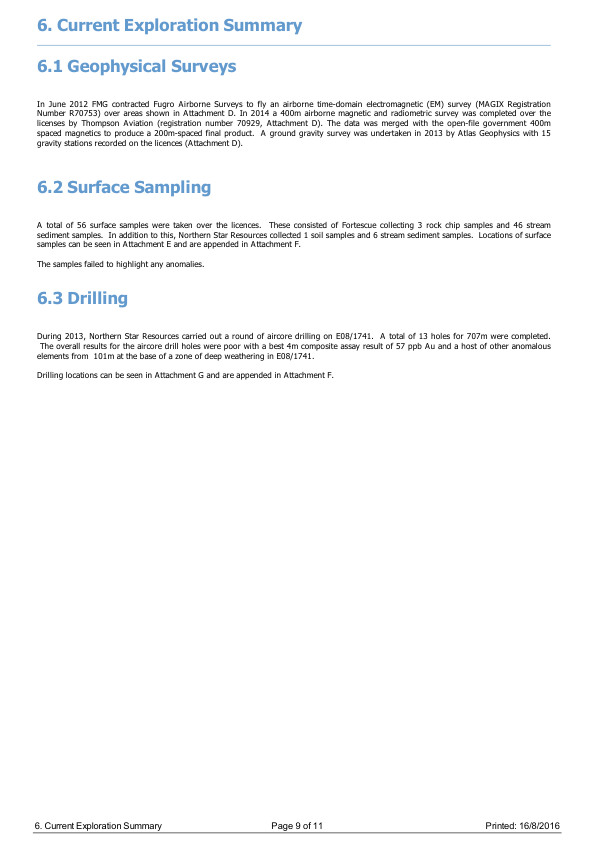 6. Current Exploration Summary
6.1 Geophysical Surveys
In June 2012 FMG contracted Fugro Airborne Surveys to fly an airborne time-domain electromagnetic (EM) survey (MAGIX Registration
Number R70753) over areas shown in Attachment D. In 2014 a 400m airborne magnetic and radiometric survey was completed over the
licenses by Thompson Aviation (registration number 70929, Attachment D). The data was merged with the open-file government 400m
spaced magnetics to produce a 200m-spaced final product. A ground gravity survey was undertaken in 2013 by Atlas Geophysics with 15
gravity stations recorded on the licences (Attachment D).
6.2 Surface Sampling
A total of 56 surface samples were taken over the licences. These consisted of Fortescue collecting 3 rock chip samples and 46 stream
sediment samples. In addition to this, Northern Star Resources collected 1 soil samples and 6 stream sediment samples. Locations of surface
samples can be seen in Attachment E and are appended in Attachment F.
The samples failed to highlight any anomalies.
6.3 Drilling
During 2013, Northern Star Resources carried out a round of aircore drilling on E08/1741. A total of 13 holes for 707m were completed.
The overall results for the aircore drill holes were poor with a best 4m composite assay result of 57 ppb Au and a host of other anomalous
elements from 101m at the base of a zone of deep weathering in E08/1741.
Drilling locations can be seen in Attachment G and are appended in Attachment F.
6. Current Exploration Summary Page 9 of 11 Printed: 16/8/2016